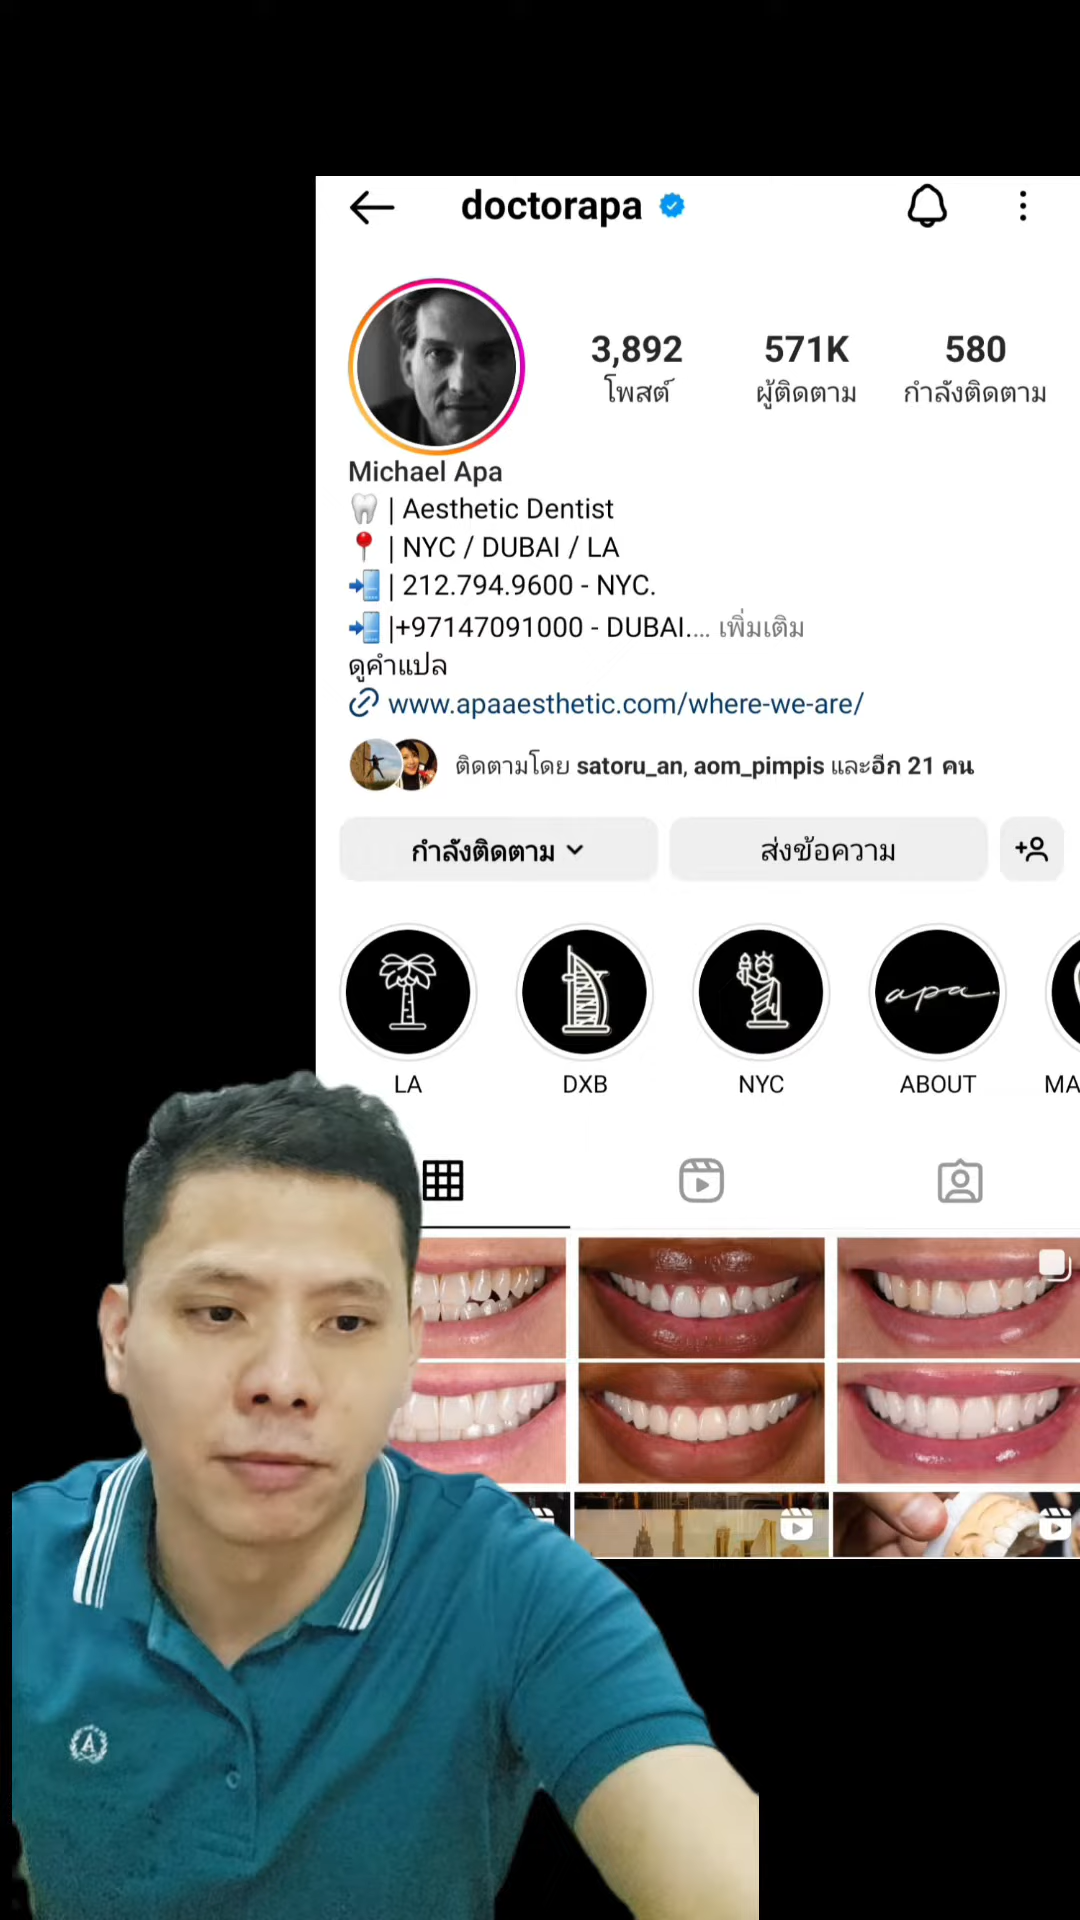 doctorapa
3,892 571K 580
โพสต์ ผู้ติดตาม กำลังติดตาม
Michael Apa
🦷 | Aesthetic Dentist
📍 | NYC / DUBAI / LA
📲 | 212.794.9600 - NYC.
📲 |+97147091000 - DUBAI.... เพิ่มเติม
ดูคำแปล
www.apaaesthetic.com/where-we-are/
ติดตามโดย satoru_an, aom_pimpis และอีก 21 คน
กำลังติดตาม ส่งข้อความ
apa
LA DXB NYC ABOUT MA
A